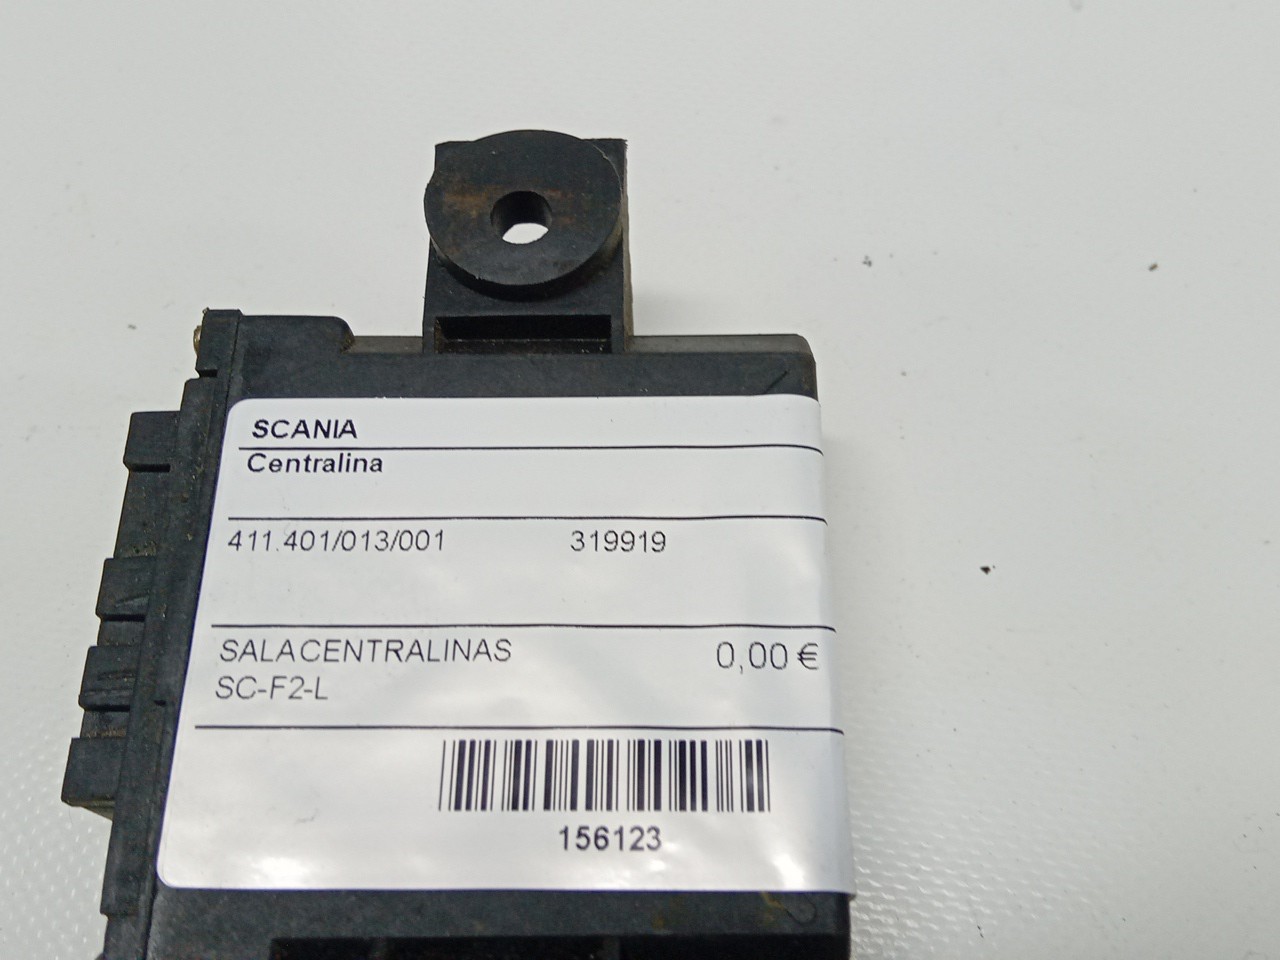 SCANIA
Centralina
411.401/013/001 319919
SALACENTRALINAS 0,00 €
SC-F2-L
156123